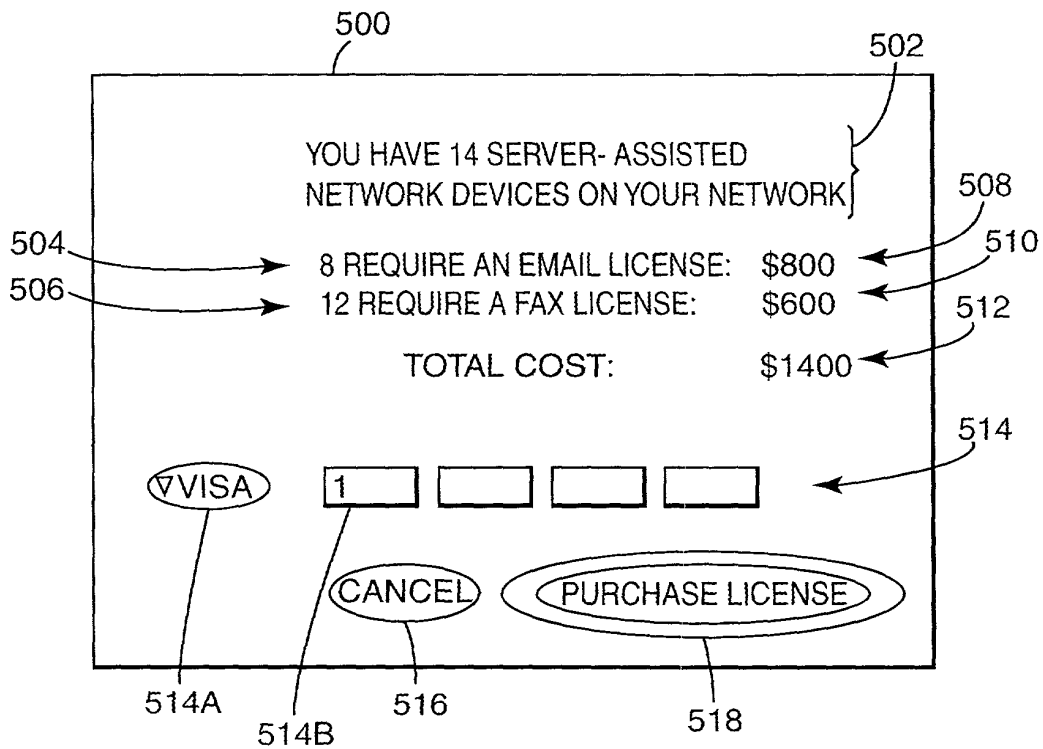 500
502
YOU HAVE 14 SERVER- ASSISTED
NETWORK DEVICES ON YOUR NETWORK
504 8 REQUIRE AN EMAIL LICENSE: $800 508
506 12 REQUIRE A FAX LICENSE: $600 510
TOTAL COST: $1400 512
514
▽VISA 1
CANCEL PURCHASE LICENSE
514A 514B 516 518